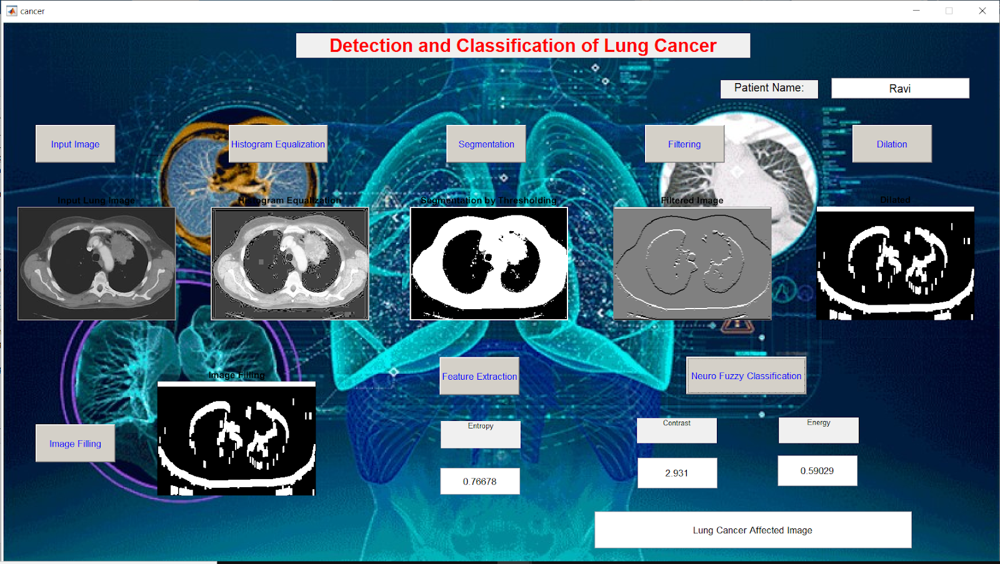 cancer
Detection and Classification of Lung Cancer
Patient Name:
Ravi
Input Image
Histogram Equalization
Segmentation
Filtering
Dilation
Input Lung Image
Histogram Equalization
Segmentation by Thresholding
Filtered Image
Dilated
Image Filling
Image Filling
Feature Extraction
Neuro Fuzzy Classification
Entropy
Contrast
Energy
0.76678
2.931
0.59029
Lung Cancer Affected Image